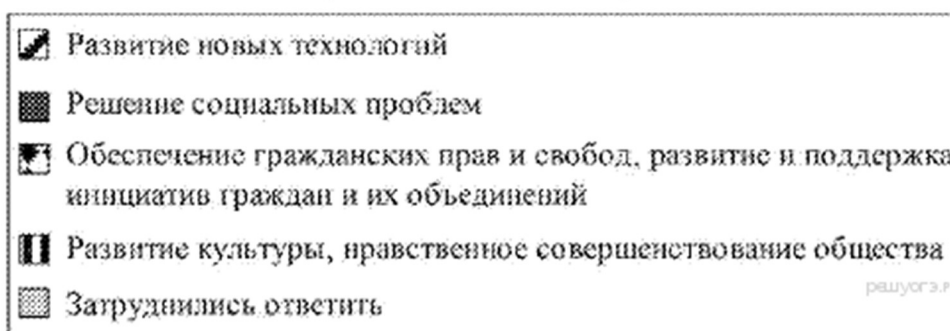 Развитие новых технологий
Решение социальных проблем
Обеспечение гражданских прав и свобод, развитие и поддержка
инициатив граждан и их объединений
Развитие культуры, нравственное совершенствование общества
Затруднились ответить
решуогэ.р